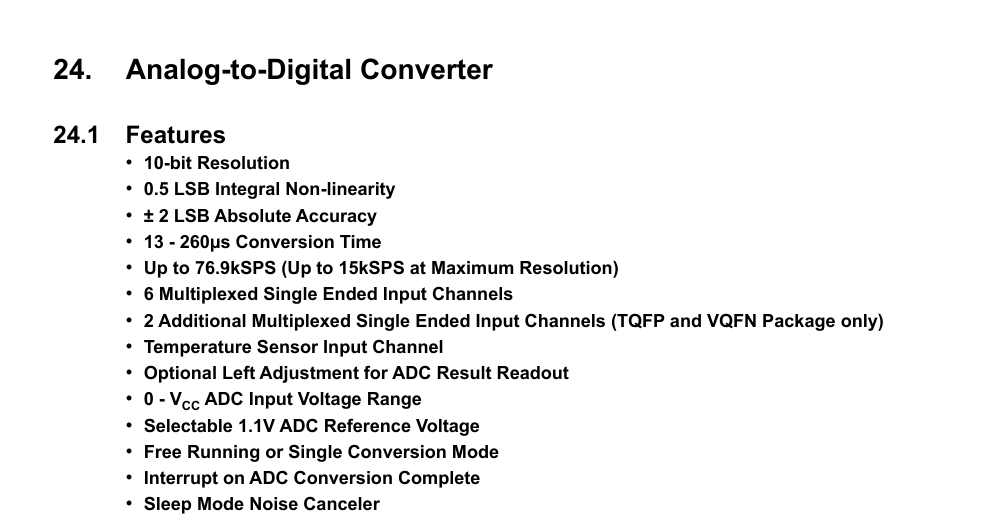 24. Analog-to-Digital Converter
24.1 Features
• 10-bit Resolution
• 0.5 LSB Integral Non-linearity
• ± 2 LSB Absolute Accuracy
• 13 - 260µs Conversion Time
• Up to 76.9kSPS (Up to 15kSPS at Maximum Resolution)
• 6 Multiplexed Single Ended Input Channels
• 2 Additional Multiplexed Single Ended Input Channels (TQFP and VQFN Package only)
• Temperature Sensor Input Channel
• Optional Left Adjustment for ADC Result Readout
• 0 - VCC ADC Input Voltage Range
• Selectable 1.1V ADC Reference Voltage
• Free Running or Single Conversion Mode
• Interrupt on ADC Conversion Complete
• Sleep Mode Noise Canceler